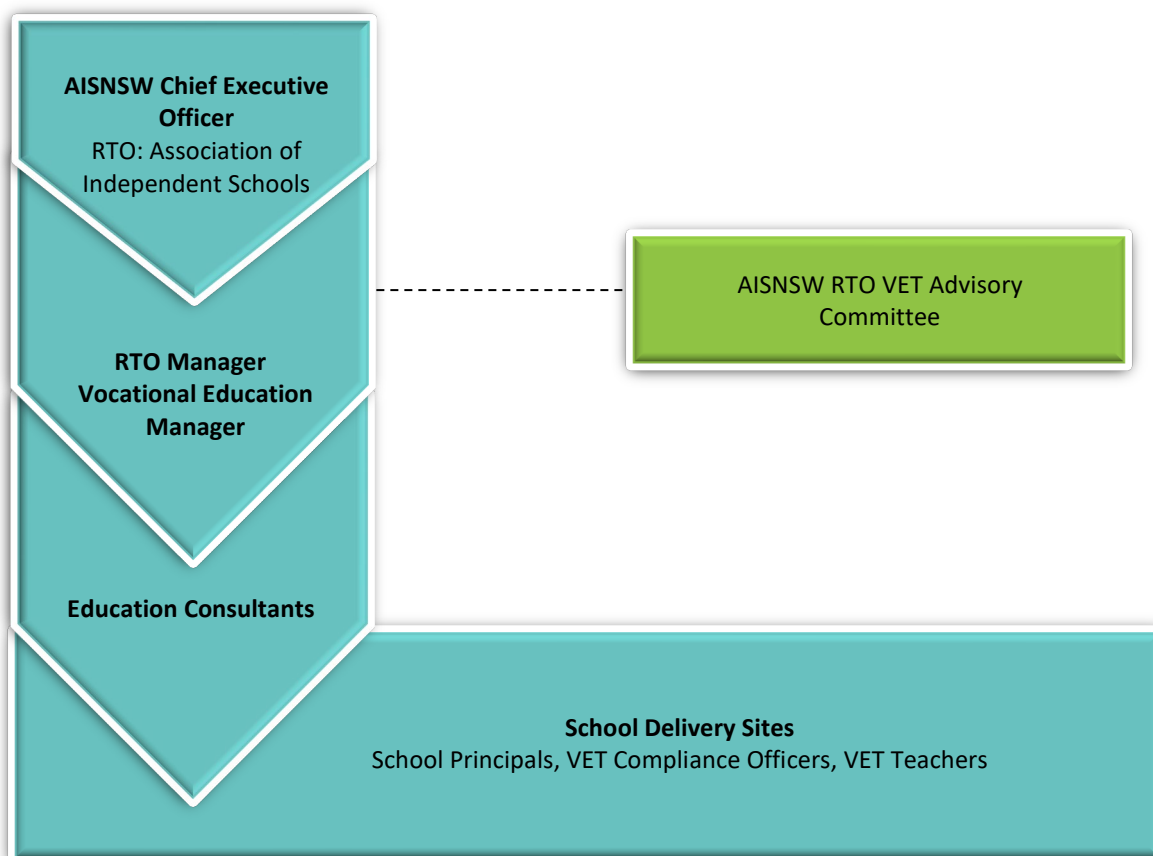 AISNSW Chief Executive
Officer
RTO: Association of
Independent Schools
AISNSW RTO VET Advisory
Committee
RTO Manager
Vocational Education
Manager
Education Consultants
School Delivery Sites
School Principals, VET Compliance Officers, VET Teachers